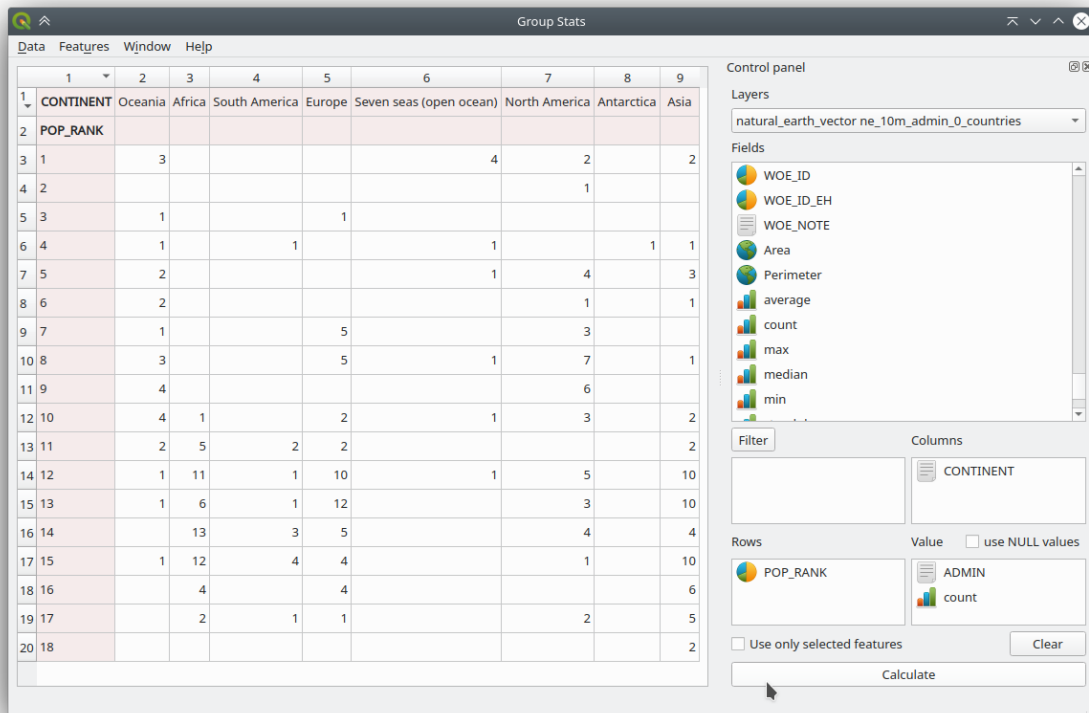 Group Stats
Data Features Window Help
1 2 3 4 5 6 7 8 9
1 CONTINENT Oceania Africa South America Europe Seven seas (open ocean) North America Antarctica Asia
2 POP_RANK
3 1 3 4 2 2
4 2 1
5 3 1 1
6 4 1 1 1 1 1
7 5 2 1 4 3
8 6 2 1 1
9 7 1 5 3
10 8 3 5 1 7 1
11 9 4 6
12 10 4 1 2 1 3 2
13 11 2 5 2 2 2
14 12 1 11 1 10 1 5 10
15 13 1 6 1 12 3 10
16 14 13 3 5 4 4
17 15 1 12 4 4 1 10
18 16 4 4 6
19 17 2 1 1 2 5
20 18 2
Control panel
Layers
natural_earth_vector ne_10m_admin_0_countries
Fields
WOE_ID
WOE_ID_EH
WOE_NOTE
Area
Perimeter
average
count
max
median
min
Filter Columns
CONTINENT
Rows Value use NULL values
POP_RANK ADMIN
count
Use only selected features Clear
Calculate